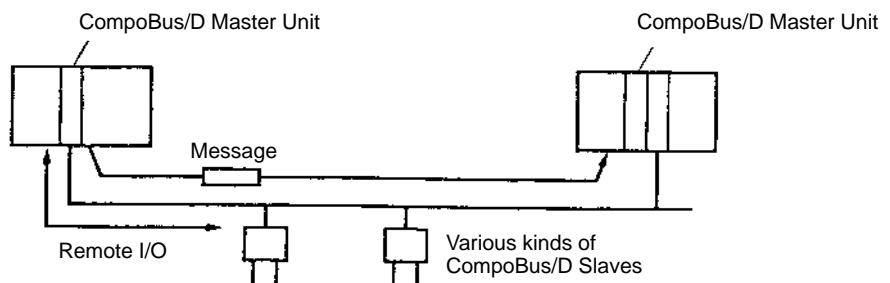 CompoBus/D Master Unit
CompoBus/D Master Unit
Message
Remote I/O
Various kinds of
CompoBus/D Slaves